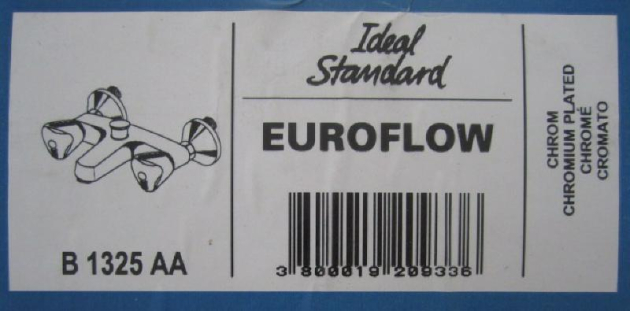 B 1325 AA
Ideal
Standard
EUROFLOW
3 800019 209336
CHROM
CHROMIUM PLATED
CHROMÉ
CROMATO